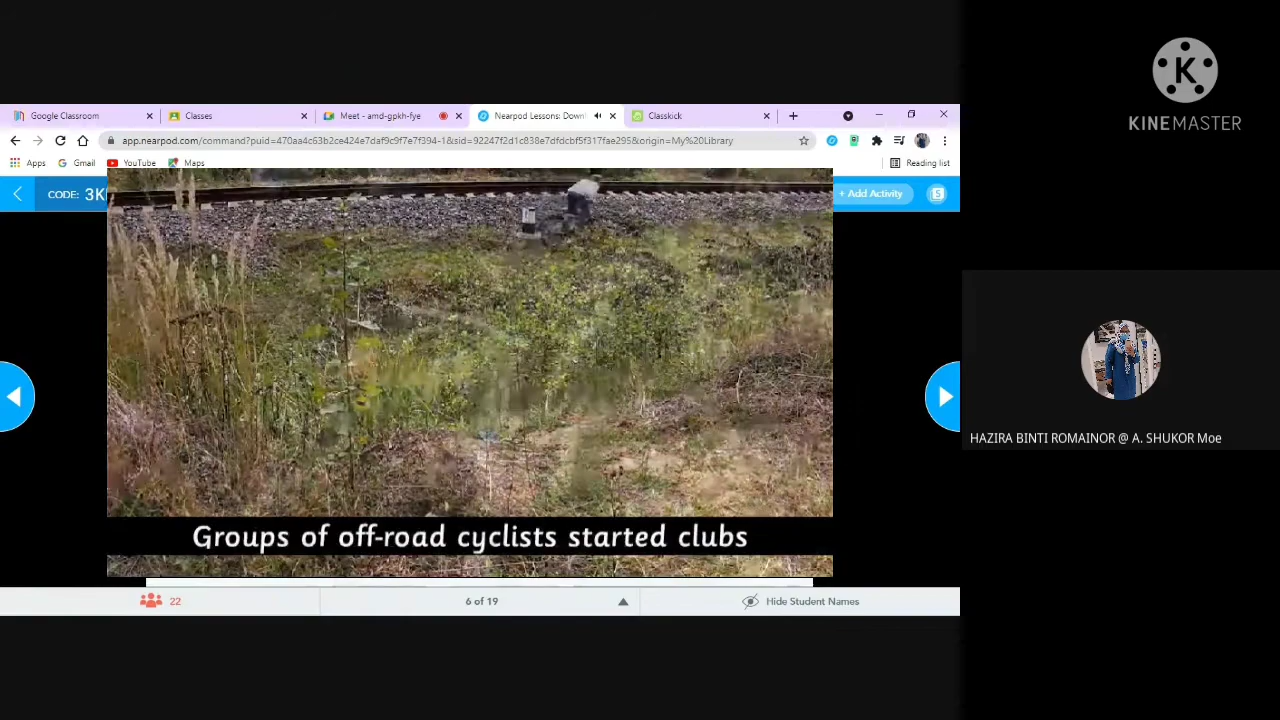 K
KINEMASTER
Google Classroom
Classes
Meet - amd-gpkh-fye
Nearpod Lessons: Down
Classkick
app.nearpod.com/command?puid=470aa4c63b2ce424e7daf9c9f7e7f394-1&sid=92247f2d1c838e7dfdcbf5f317fae295&origin=My%20Library
Apps
Gmail
YouTube
Maps
Reading list
CODE: 3K
+ Add Activity
5
Groups of off-road cyclists started clubs
HAZIRA BINTI ROMAINOR @ A. SHUKOR Moe
22
6 of 19
Hide Student Names